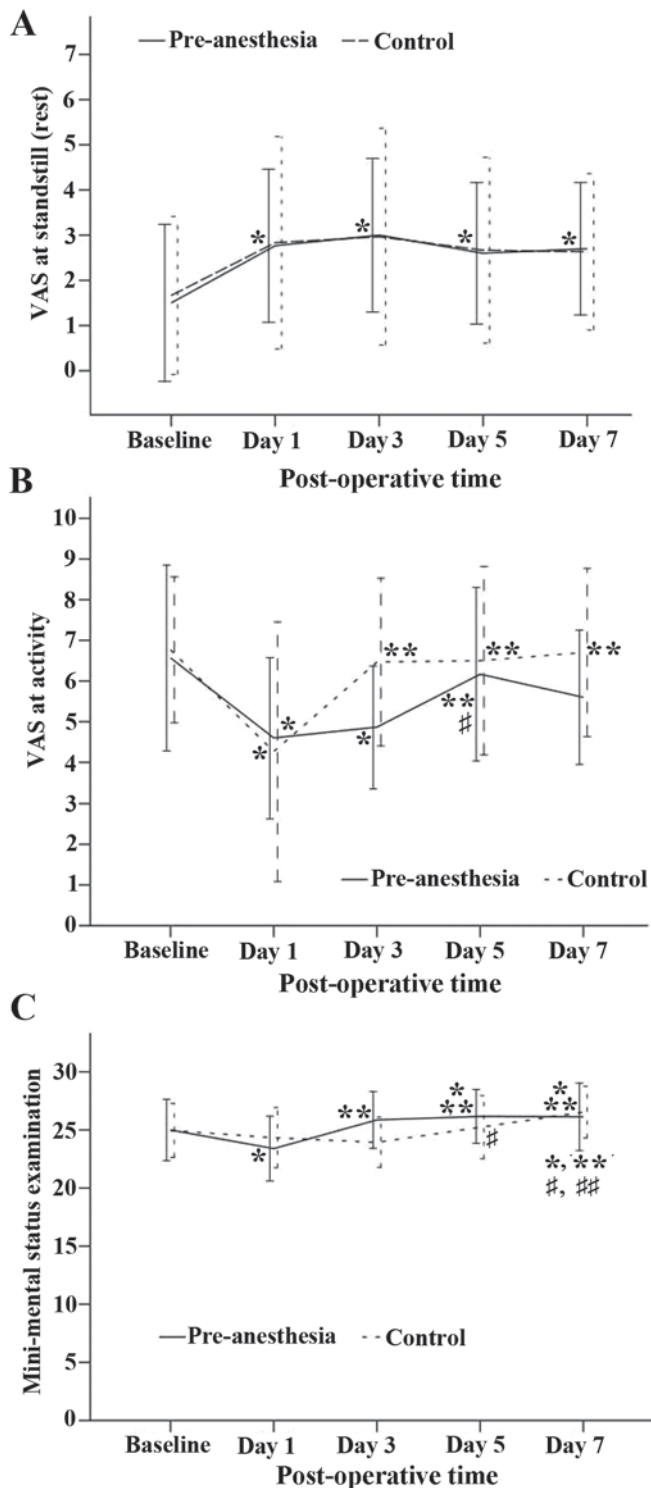 A
Pre-anesthesia Control
7
6
5
4
3
2
1
0
VAS at standstill (rest)
* * * *
Baseline Day 1 Day 3 Day 5 Day 7
Post-operative time
B
10
9
8
7
6
5
4
3
2
1
0
VAS at activity
** ** **
* * * **
♯
Pre-anesthesia Control
Baseline Day 1 Day 3 Day 5 Day 7
Post-operative time
C
30
25
20
15
10
5
0
Mini-mental status examination
* *
** ** **
* ♯
*, **
♯, ♯♯
Pre-anesthesia Control
Baseline Day 1 Day 3 Day 5 Day 7
Post-operative time